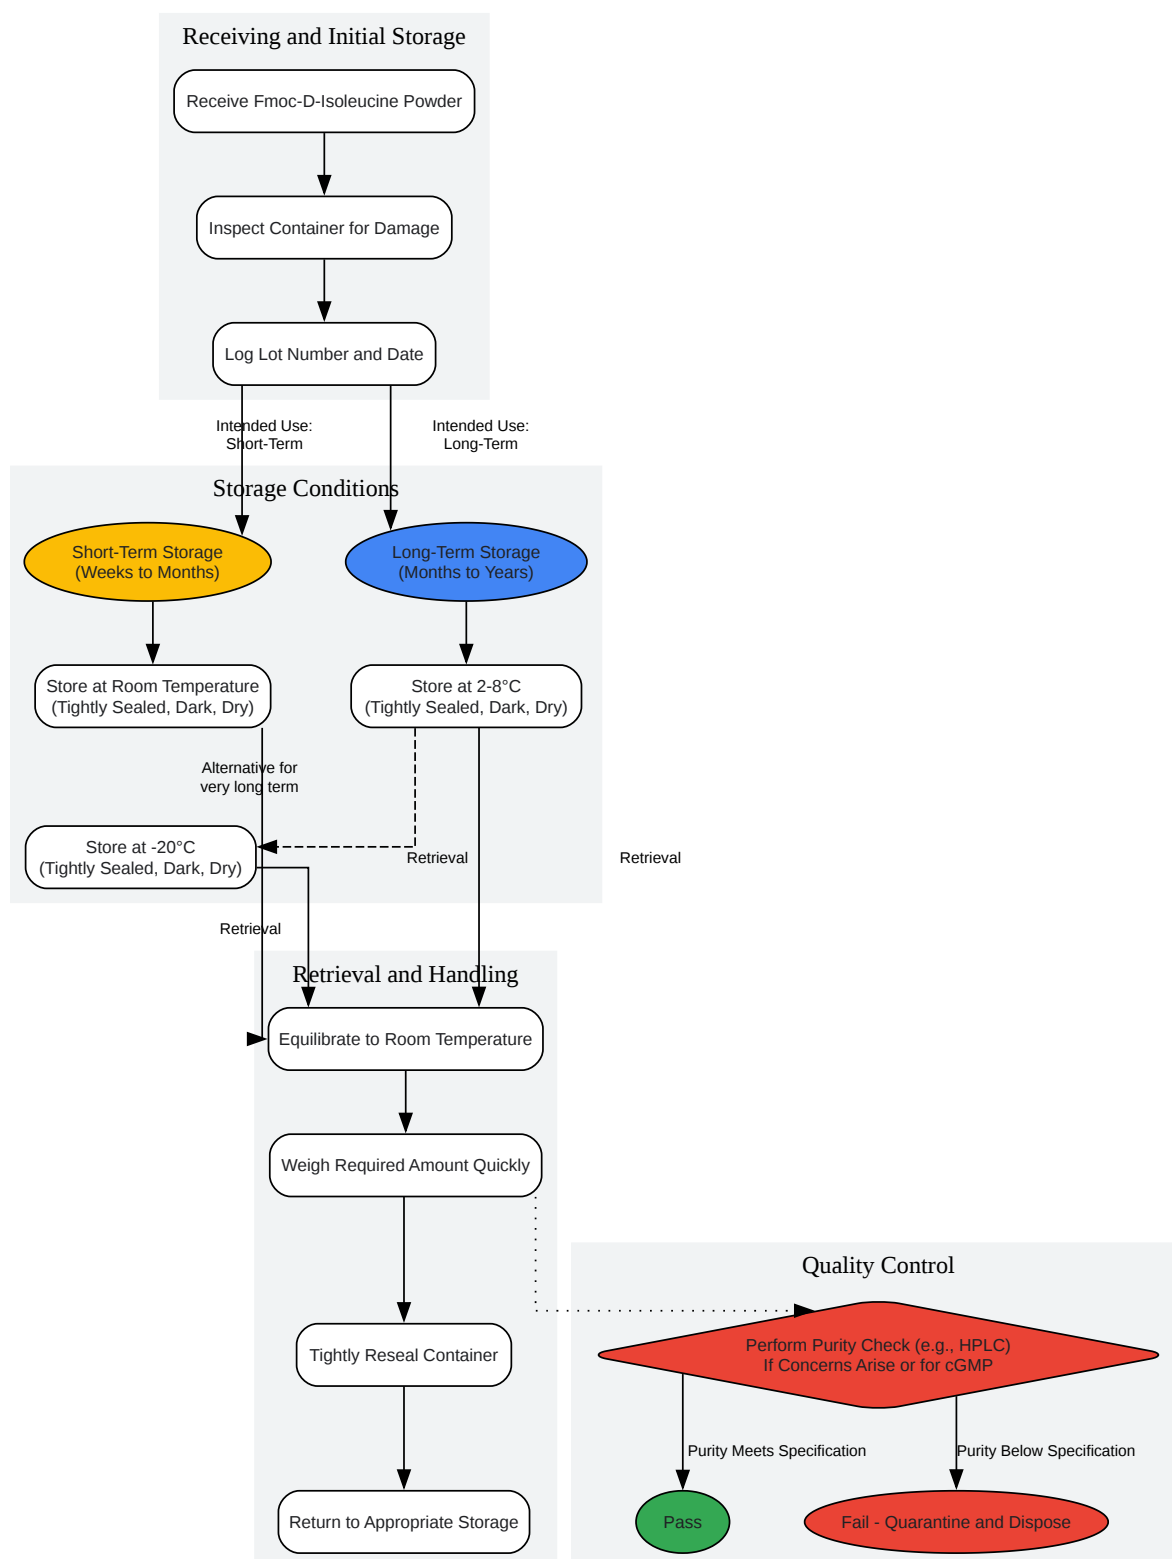 Receiving and Initial Storage
Receive Fmoc-D-Isoleucine Powder
Inspect Container for Damage
Log Lot Number and Date
Intended Use:
Short-Term
Intended Use:
Long-Term
Storage Conditions
Short-Term Storage
(Weeks to Months)
Long-Term Storage
(Months to Years)
Store at Room Temperature
(Tightly Sealed, Dark, Dry)
Store at 2-8°C
(Tightly Sealed, Dark, Dry)
Alternative for
very long term
Store at -20°C
(Tightly Sealed, Dark, Dry)
Retrieval
Retrieval
Retrieval
Retrieval and Handling
Equilibrate to Room Temperature
Weigh Required Amount Quickly
Tightly Reseal Container
Return to Appropriate Storage
Quality Control
Perform Purity Check (e.g., HPLC)
If Concerns Arise or for cGMP
Purity Meets Specification
Purity Below Specification
Pass
Fail - Quarantine and Dispose